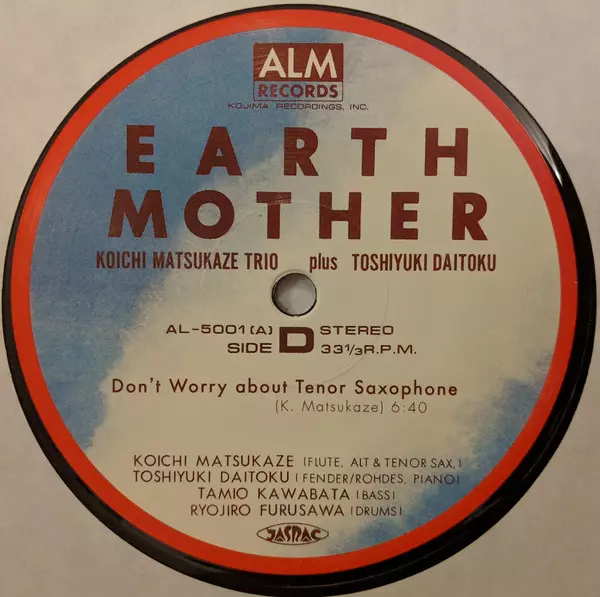 ALM
RECORDS
KOJIMA RECORDINGS, INC.
EARTH
MOTHER
KOICHI MATSUKAZE TRIO plus TOSHIYUKI DAITOKU
AL-5001(A) SIDE D STEREO 33 1/3 R.P.M.
Don't Worry about Tenor Saxophone
(K. Matsukaze) 6:40
KOICHI MATSUKAZE (FLUTE, ALT & TENOR SAX.)
TOSHIYUKI DAITOKU (FENDER/ROHDES, PIANO)
TAMIO KAWABATA (BASS)
RYOJIRO FURUSAWA (DRUMS)
JASRAC